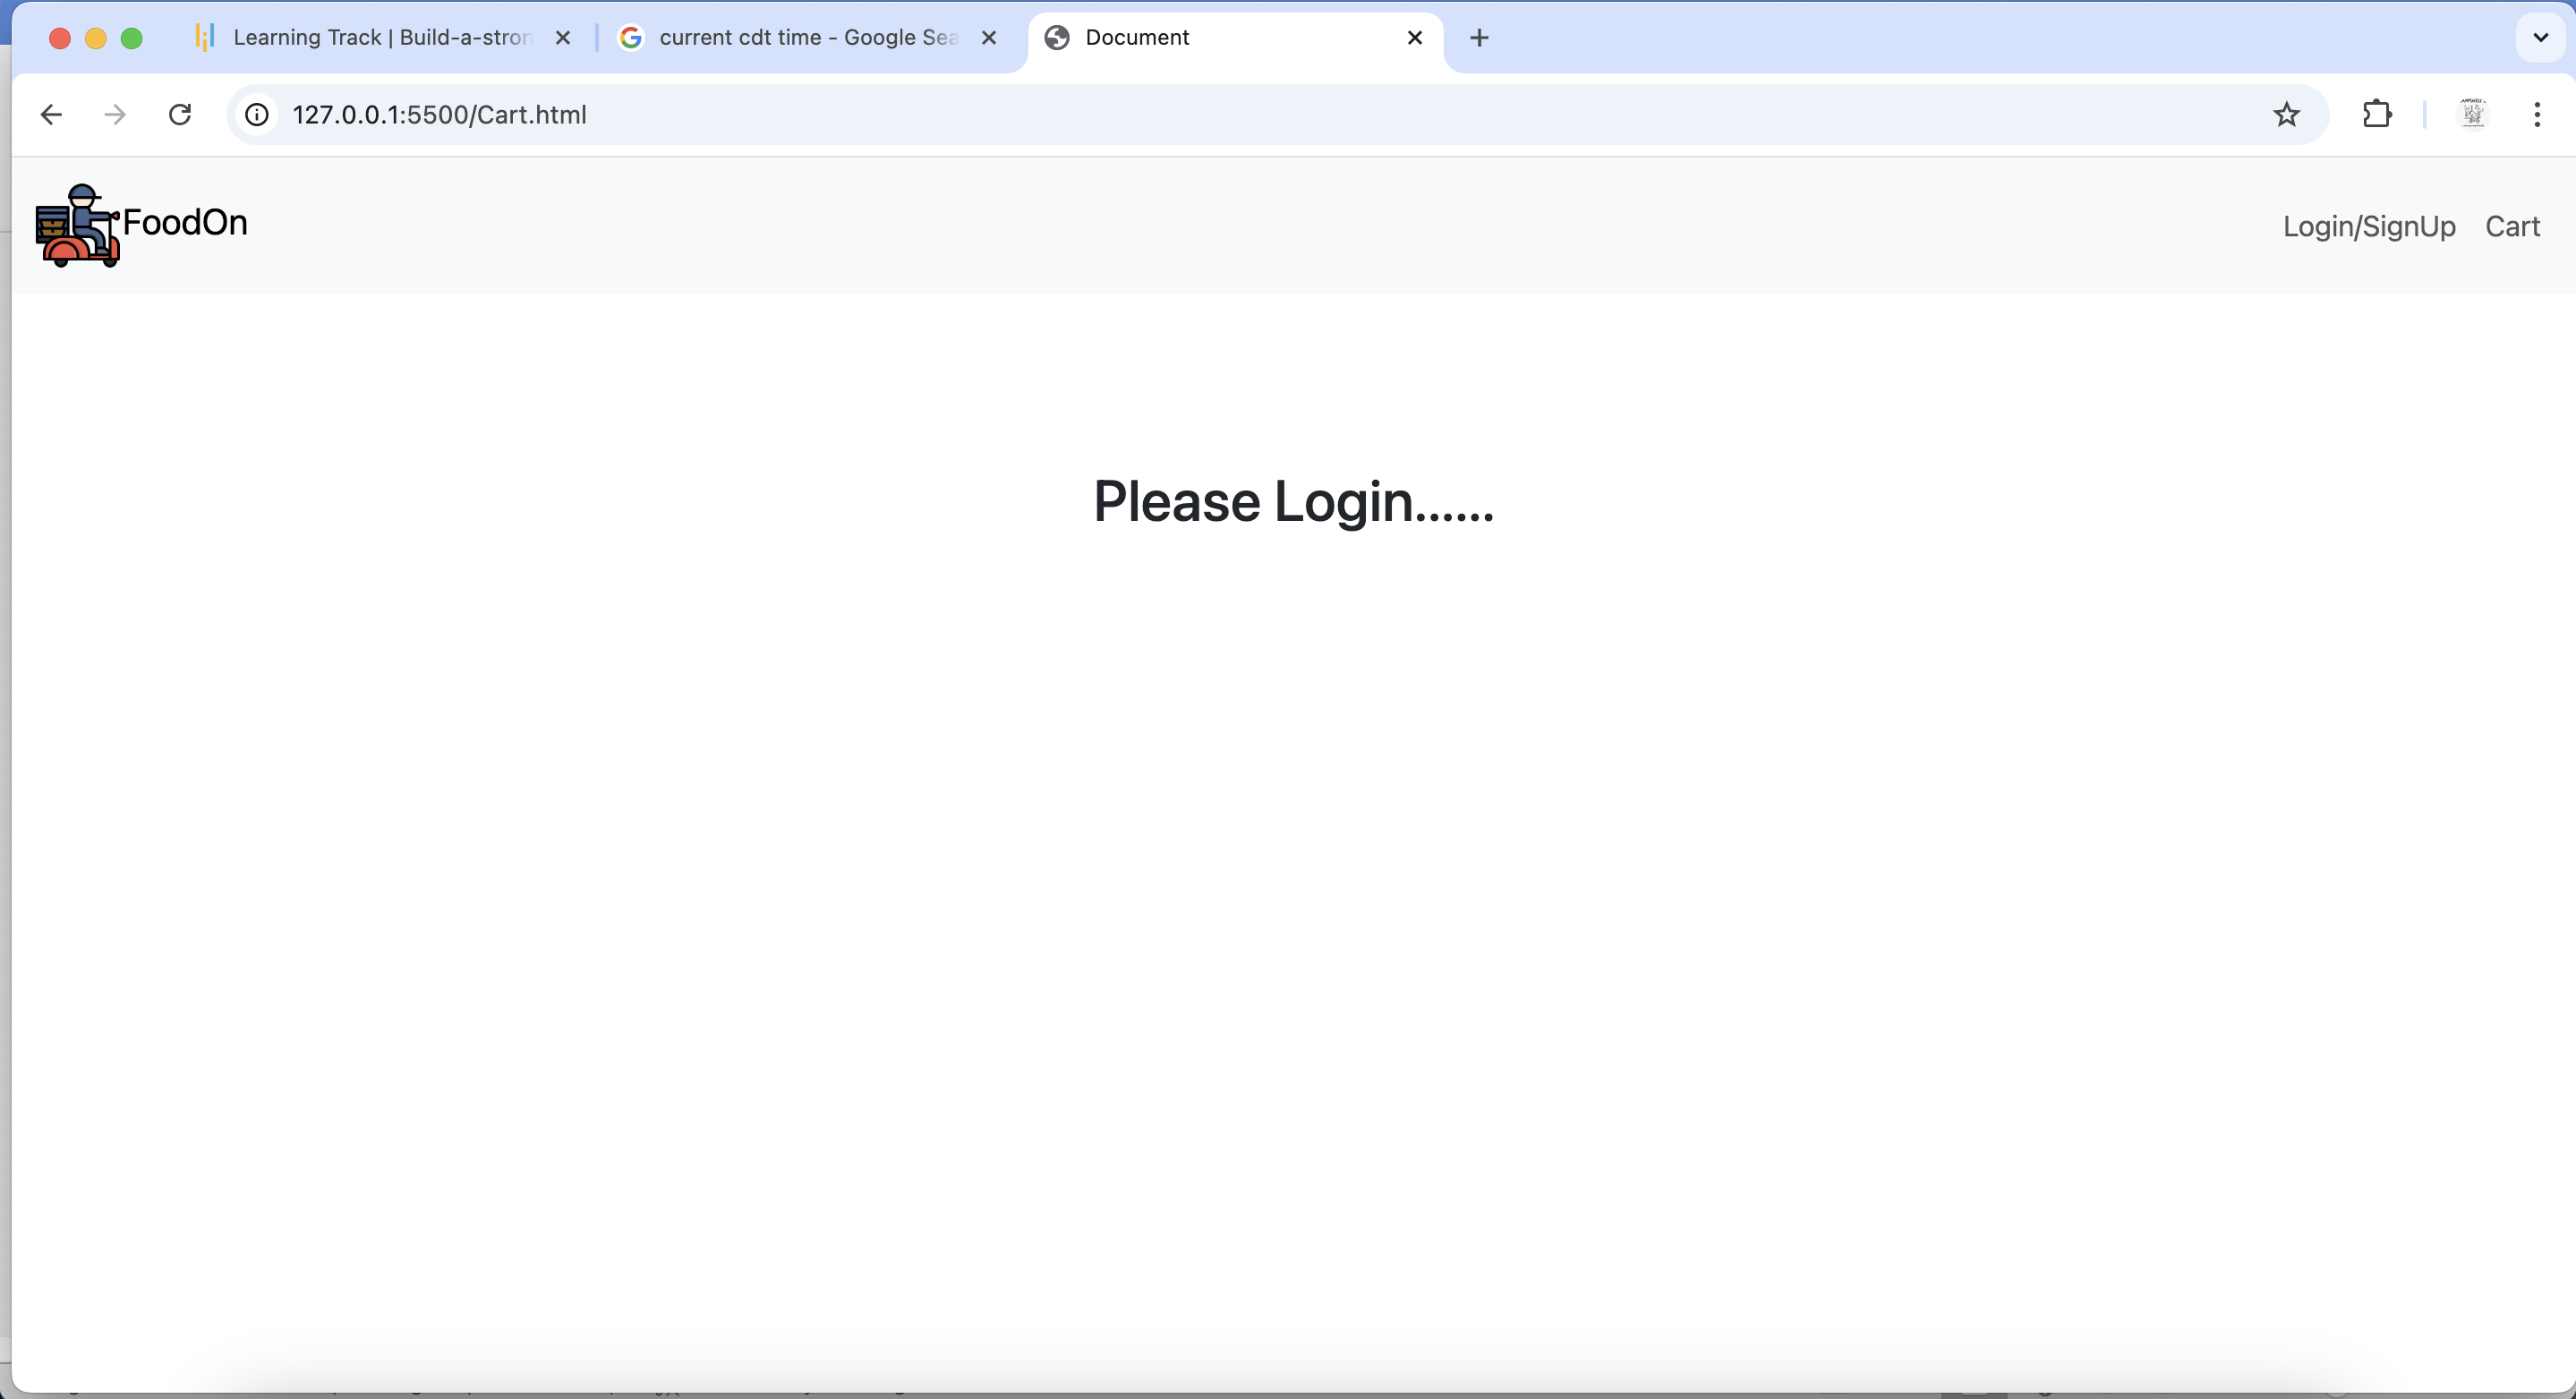 Learning Track | Build-a-stron
current cdt time - Google Sea
Document
127.0.0.1:5500/Cart.html
FoodOn
Login/SignUp
Cart
Please Login......